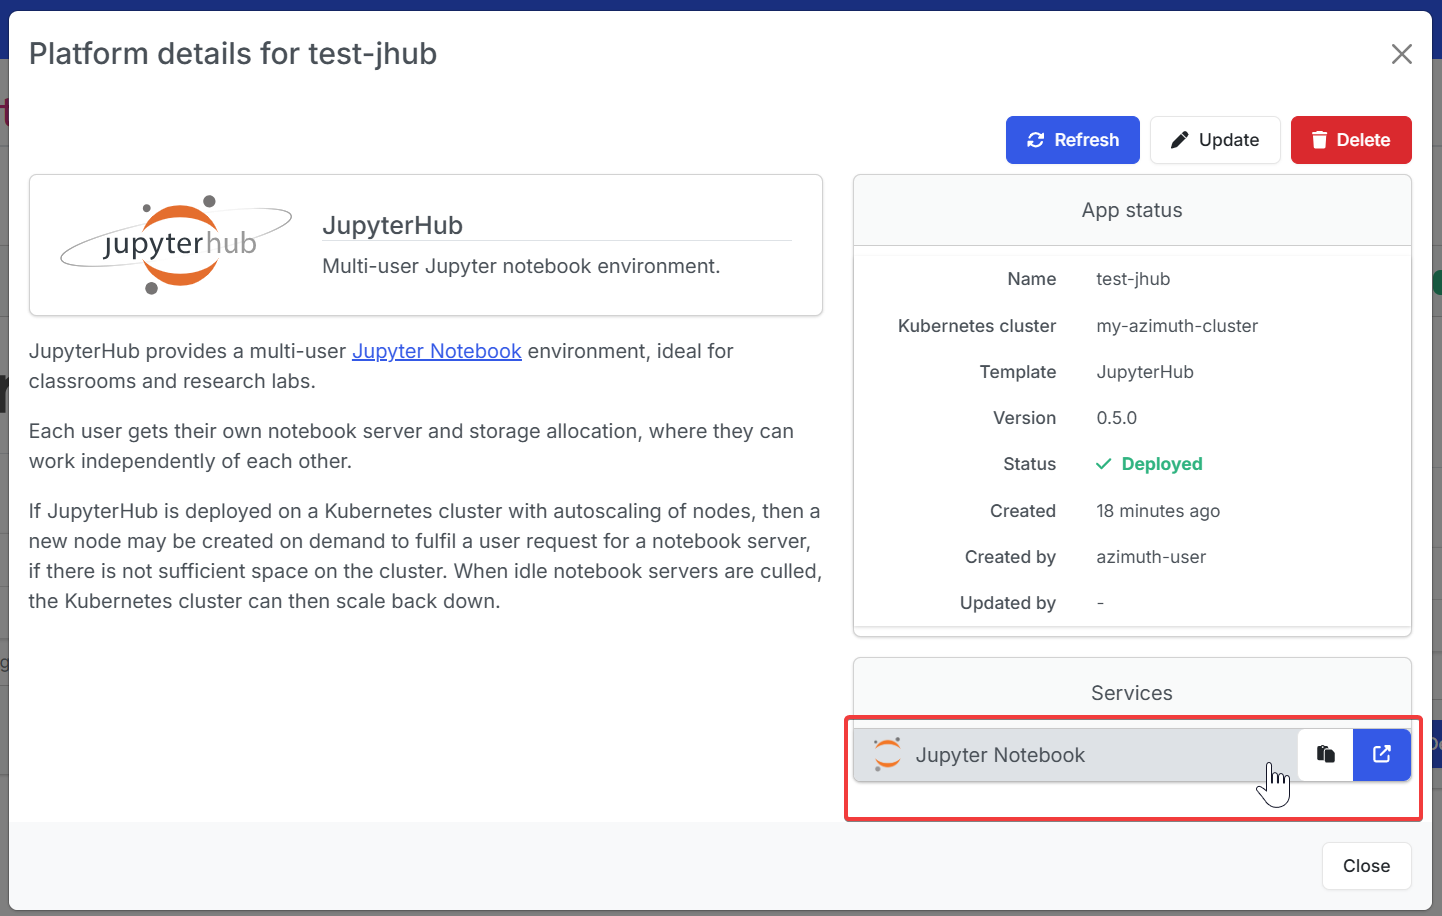 Platform details for test-jhub
Refresh
Update
Delete
jupyterhub
JupyterHub
Multi-user Jupyter notebook environment.
JupyterHub provides a multi-user Jupyter Notebook environment, ideal for
classrooms and research labs.
Each user gets their own notebook server and storage allocation, where they can
work independently of each other.
If JupyterHub is deployed on a Kubernetes cluster with autoscaling of nodes, then a
new node may be created on demand to fulfil a user request for a notebook server,
if there is not sufficient space on the cluster. When idle notebook servers are culled,
the Kubernetes cluster can then scale back down.
App status
Name test-jhub
Kubernetes cluster my-azimuth-cluster
Template JupyterHub
Version 0.5.0
Status Deployed
Created 18 minutes ago
Created by azimuth-user
Updated by -
Services
Jupyter Notebook
Close